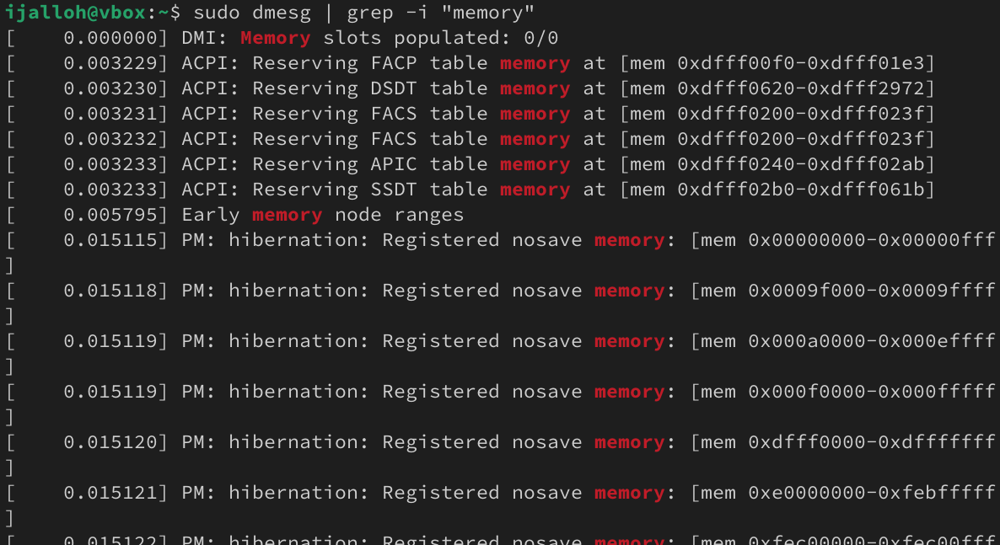 ijalloh@vbox:~$ sudo dmesg | grep -i "memory"
[    0.000000] DMI: Memory slots populated: 0/0
[    0.003229] ACPI: Reserving FACP table memory at [mem 0xdfff00f0-0xdfff01e3]
[    0.003230] ACPI: Reserving DSDT table memory at [mem 0xdfff0620-0xdfff2972]
[    0.003231] ACPI: Reserving FACS table memory at [mem 0xdfff0200-0xdfff023f]
[    0.003232] ACPI: Reserving FACS table memory at [mem 0xdfff0200-0xdfff023f]
[    0.003233] ACPI: Reserving APIC table memory at [mem 0xdfff0240-0xdfff02ab]
[    0.003233] ACPI: Reserving SSDT table memory at [mem 0xdfff02b0-0xdfff061b]
[    0.005795] Early memory node ranges
[    0.015115] PM: hibernation: Registered nosave memory: [mem 0x00000000-0x00000fff
]
[    0.015118] PM: hibernation: Registered nosave memory: [mem 0x0009f000-0x0009ffff
]
[    0.015119] PM: hibernation: Registered nosave memory: [mem 0x000a0000-0x000effff
]
[    0.015119] PM: hibernation: Registered nosave memory: [mem 0x000f0000-0x000fffff
]
[    0.015120] PM: hibernation: Registered nosave memory: [mem 0xdfff0000-0xdfffffff
]
[    0.015121] PM: hibernation: Registered nosave memory: [mem 0xe0000000-0xfebfffff
]
[    0.015122] PM: hibernation: Registered nosave memory: [mem 0xfec00000-0xfec00fff